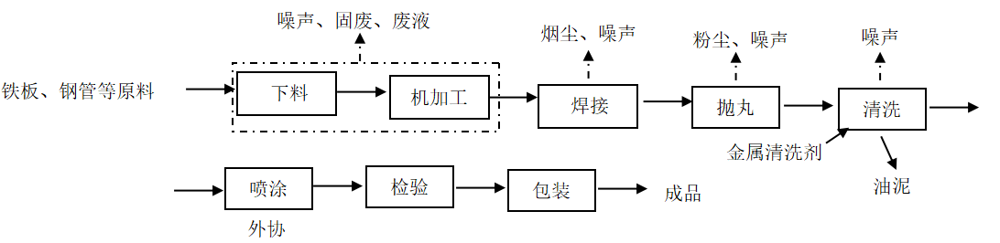 噪声、固废、废液
烟尘、噪声
粉尘、噪声
噪声
铁板、钢管等原料
下料
机加工
焊接
抛丸
清洗
金属清洗剂
油泥
喷涂
检验
包装
成品
外协